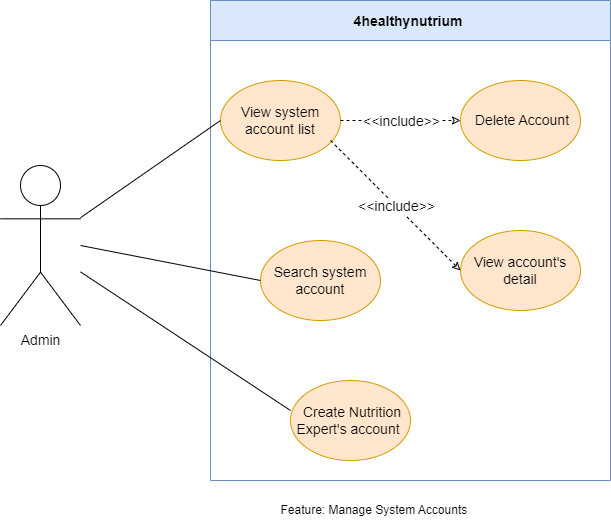 4healthynutrium
View system
account list
<<include>>
Delete Account
<<include>>
View account's
detail
Search system
account
Admin
Create Nutrition
Expert's account
Feature: Manage System Accounts